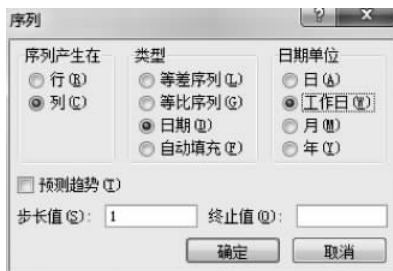 序列
序列产生在 类型 日期单位
行(R) 等差序列(L) 日(A)
列(C) 等比序列(G) 工作日(W)
日期(D) 月(M)
自动填充(F) 年(Y)
预测趋势(T)
步长值(S): 1 终止值(O):
确定 取消